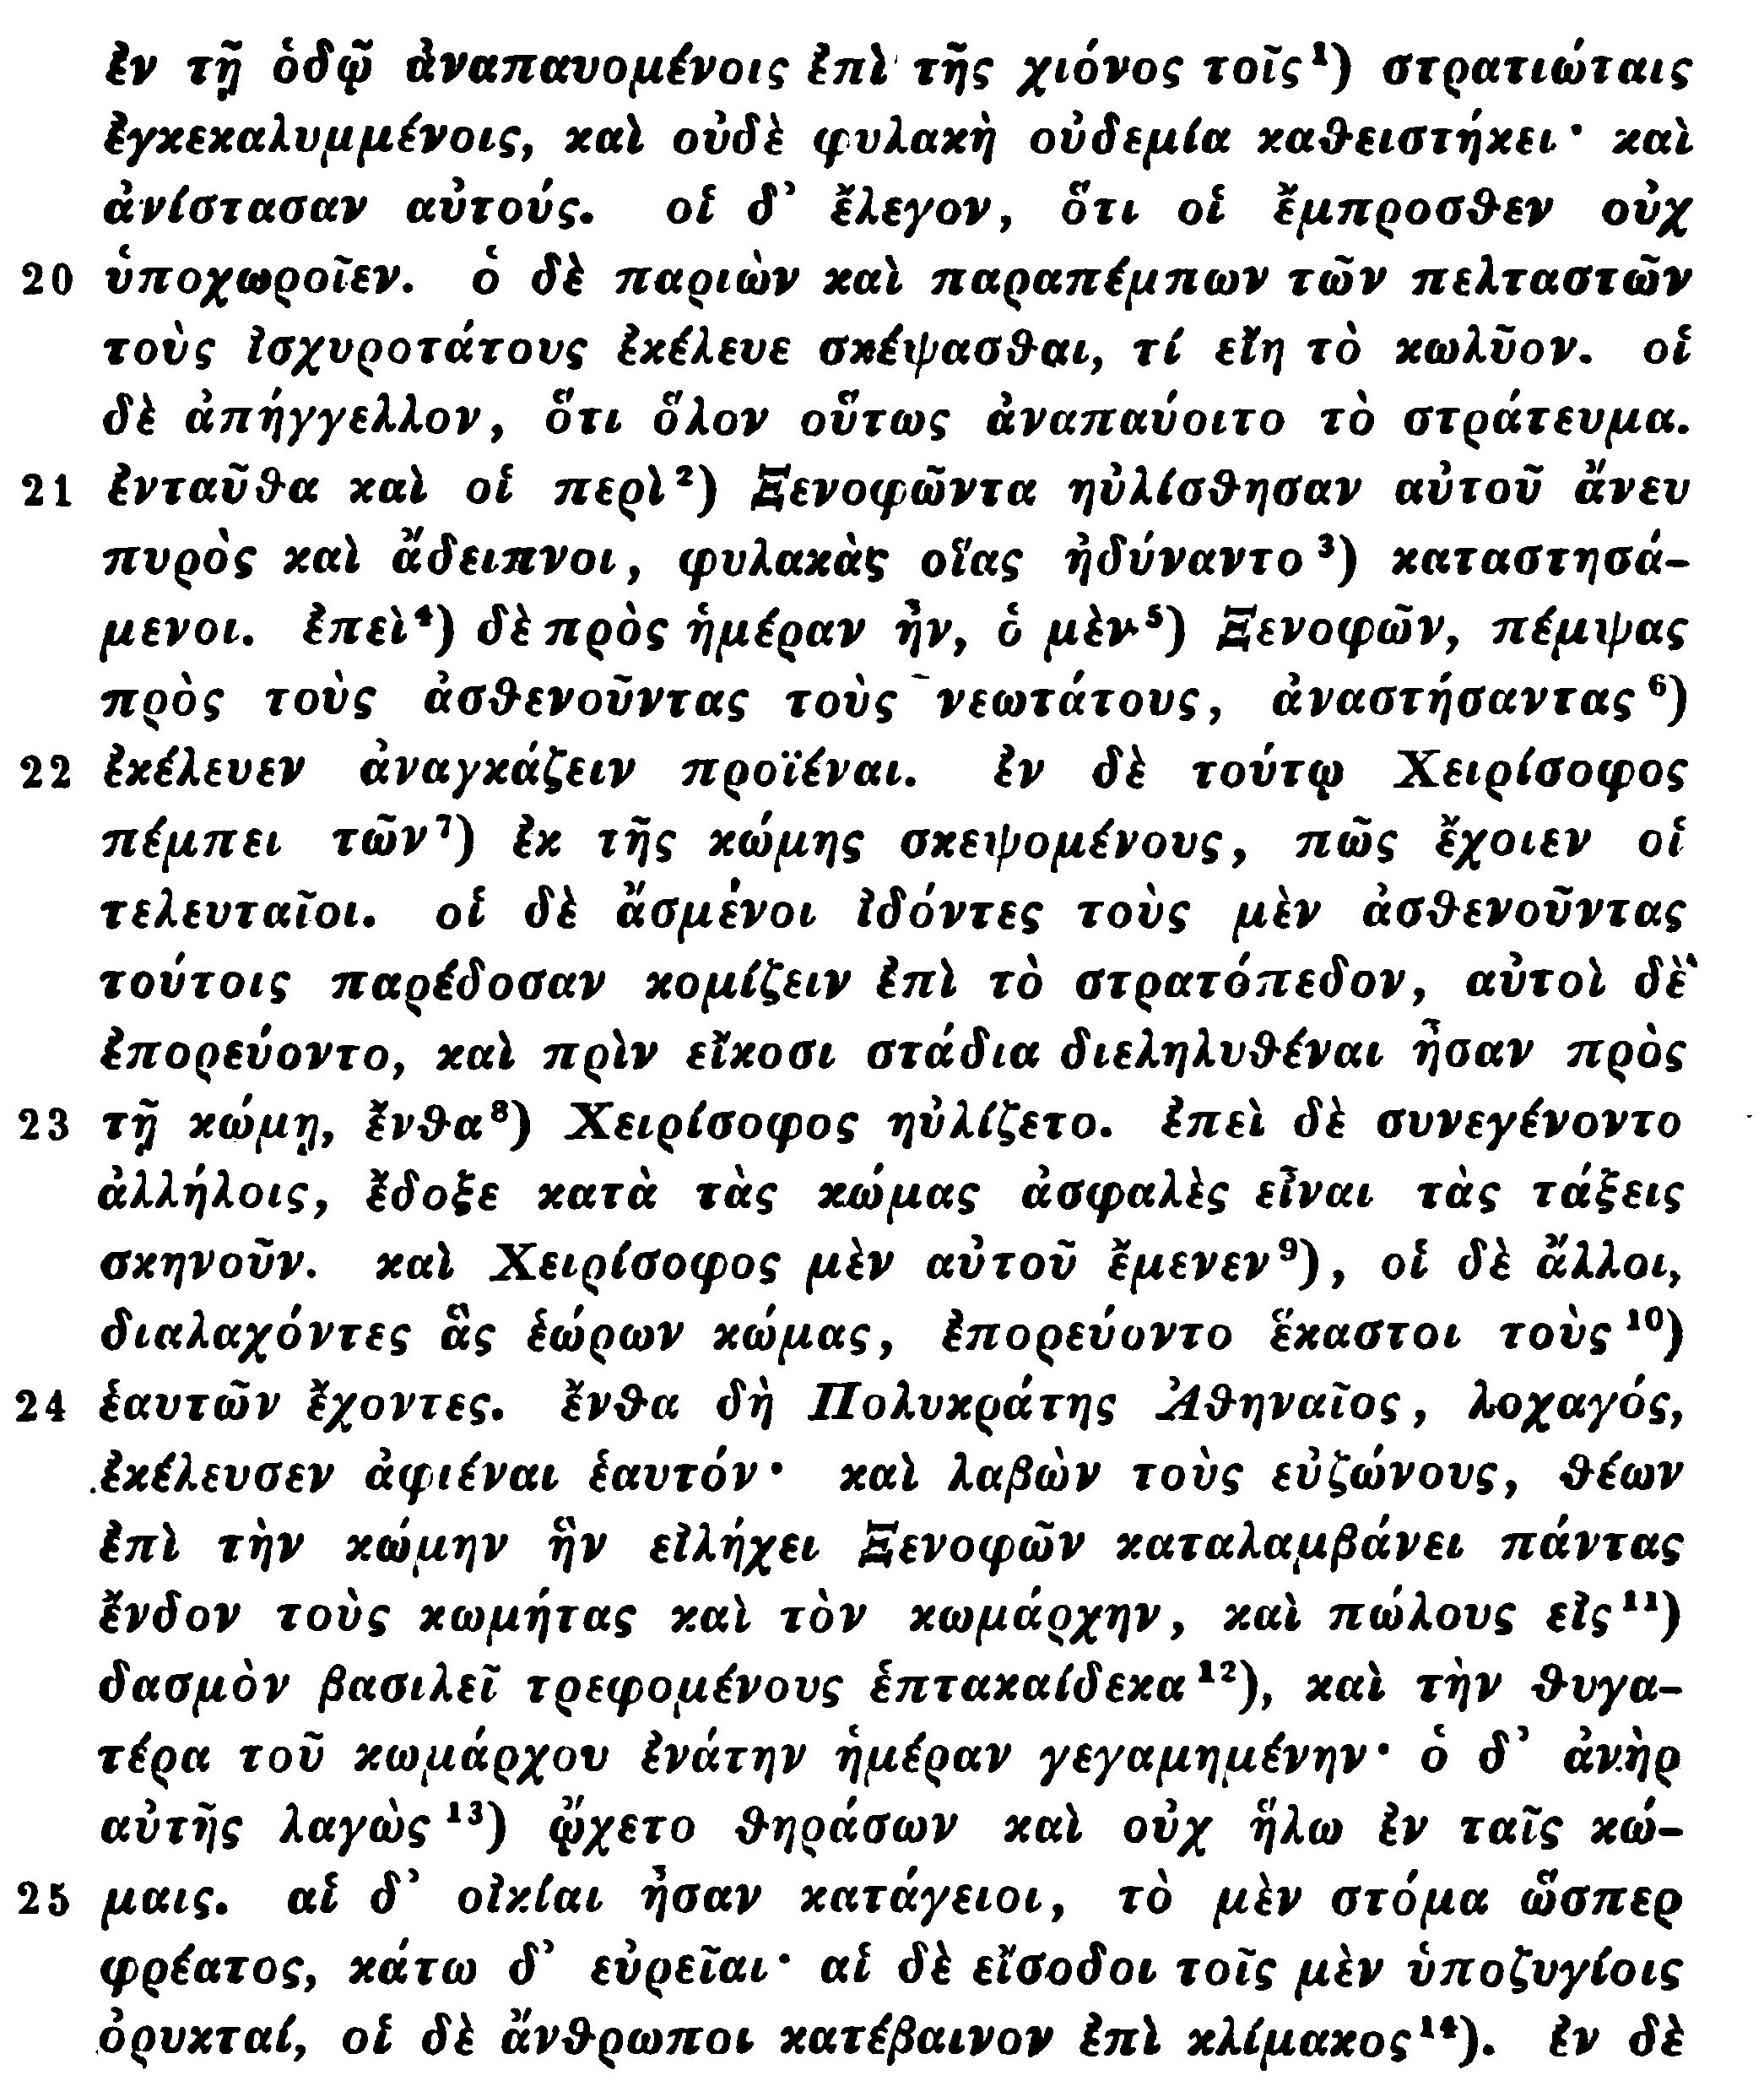 ἐν τῇ ὁδῷ ἀναπαυομένοις ἐπὶ τῆς χιόνος τοῖς¹) στρατιώταις
ἐγκεκαλυμμένοις, καὶ οὐδὲ φυλακὴ οὐδεμία καθειστήκει· καὶ
ἀνίστασαν αὐτούς. οἱ δ’ ἔλεγον, ὅτι οἱ ἔμπροσθεν οὐχ
20 ὑποχωροῖεν. ὁ δὲ παριὼν καὶ παραπέμπων τῶν πελταστῶν
τοὺς ἰσχυροτάτους ἐκέλευε σκέψασθαι, τί εἴη τὸ κωλῦον. οἱ
δὲ ἀπήγγελλον, ὅτι ὅλον οὕτως ἀναπαύοιτο τὸ στράτευμα.
21 ἐνταῦθα καὶ οἱ περὶ²) Ξενοφῶντα ηὐλίσθησαν αὐτοῦ ἄνευ
πυρὸς καὶ ἄδειπνοι, φυλακὰς οἵας ἠδύναντο³) καταστησά-
μενοι. ἐπεὶ⁴) δὲ πρὸς ἡμέραν ἦν, ὁ μὲν⁵) Ξενοφῶν, πέμψας
πρὸς τοὺς ἀσθενοῦντας τοὺς νεωτάτους, ἀναστήσαντας⁶)
22 ἐκέλευεν ἀναγκάζειν προϊέναι. ἐν δὲ τούτῳ Χειρίσοφος
πέμπει τῶν⁷) ἐκ τῆς κώμης σκεψομένους, πῶς ἔχοιεν οἱ
τελευταῖοι. οἱ δὲ ἄσμενοι ἰδόντες τοὺς μὲν ἀσθενοῦντας
τούτοις παρέδοσαν κομίζειν ἐπὶ τὸ στρατόπεδον, αὐτοὶ δὲ
ἐπορεύοντο, καὶ πρὶν εἴκοσι στάδια διεληλυθέναι ἦσαν πρὸς
23 τῇ κώμῃ, ἔνθα⁸) Χειρίσοφος ηὐλίζετο. ἐπεὶ δὲ συνεγένοντο
ἀλλήλοις, ἔδοξε κατὰ τὰς κώμας ἀσφαλὲς εἶναι τὰς τάξεις
σκηνοῦν. καὶ Χειρίσοφος μὲν αὐτοῦ ἔμενεν⁹), οἱ δὲ ἄλλοι,
διαλαχόντες ἃς ἑώρων κώμας, ἐπορεύοντο ἕκαστοι τοὺς¹⁰)
24 ἑαυτῶν ἔχοντες. ἔνθα δὴ Πολυκράτης Ἀθηναῖος, λοχαγός,
ἐκέλευσεν ἀφιέναι ἑαυτόν· καὶ λαβὼν τοὺς εὐζώνους, θέων
ἐπὶ τὴν κώμην ἣν εἰλήχει Ξενοφῶν καταλαμβάνει πάντας
ἔνδον τοὺς κωμήτας καὶ τὸν κωμάρχην, καὶ πώλους εἰς¹¹)
δασμὸν βασιλεῖ τρεφομένους ἑπτακαίδεκα¹²), καὶ τὴν θυγα-
τέρα τοῦ κωμάρχου ἐνάτην ἡμέραν γεγαμημένην· ὁ δ’ ἀνὴρ
αὐτῆς λαγὼς¹³) ᾤχετο θηράσων καὶ οὐχ ἥλω ἐν ταῖς κώ-
25 μαις. αἱ δ’ οἰκίαι ἦσαν κατάγειοι, τὸ μὲν στόμα ὥσπερ
φρέατος, κάτω δ’ εὐρεῖαι· αἱ δὲ εἴσοδοι τοῖς μὲν ὑποζυγίοις
ὀρυκταί, οἱ δὲ ἄνθρωποι κατέβαινον ἐπὶ κλίμακος¹⁴). ἐν δὲ